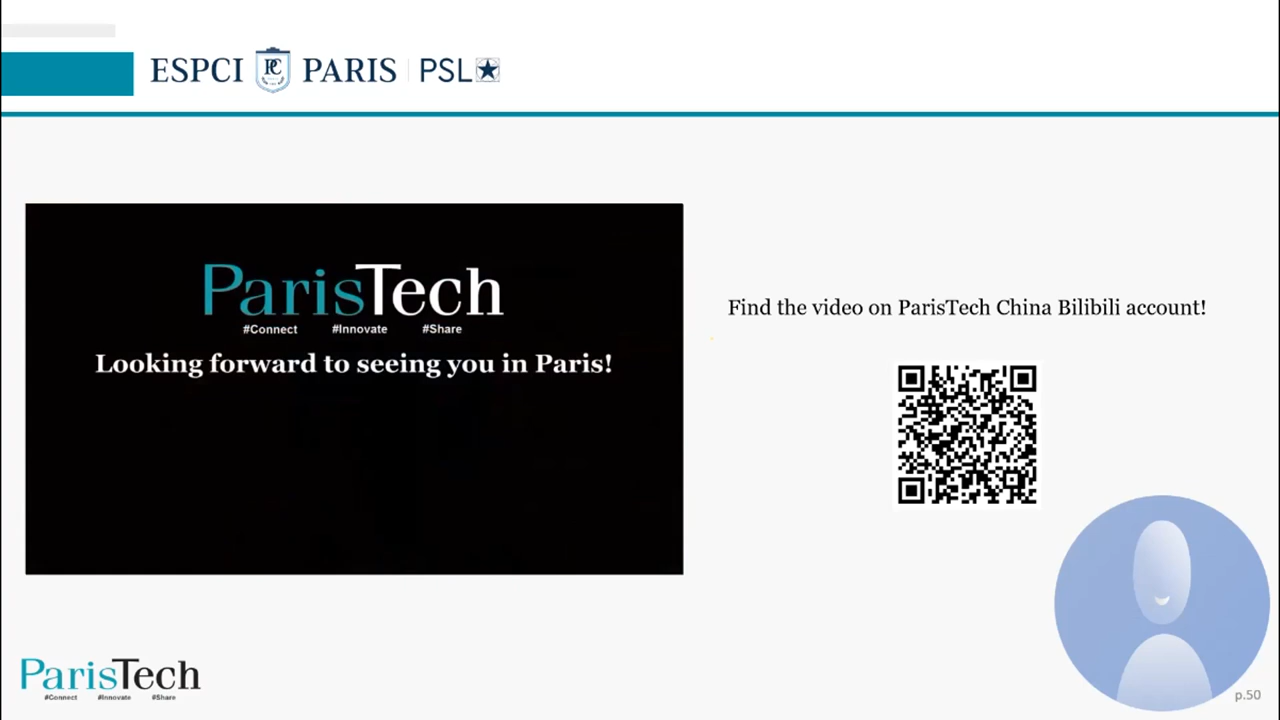 ESPCI PARIS PSL
ParisTech
#Connect #Innovate #Share
Looking forward to seeing you in Paris!
Find the video on ParisTech China Bilibili account!
ParisTech
#Connect #Innovate #Share
p.50